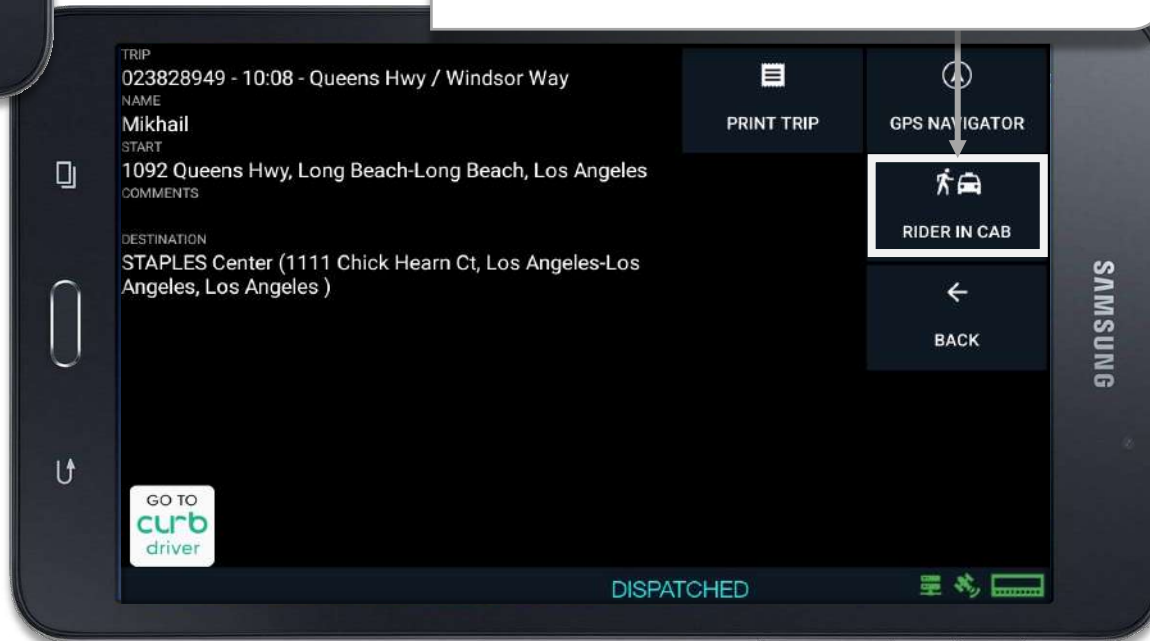 TRIP
023828949 - 10:08 - Queens Hwy / Windsor Way
NAME
Mikhail
START
1092 Queens Hwy, Long Beach-Long Beach, Los Angeles
COMMENTS
DESTINATION
STAPLES Center (1111 Chick Hearn Ct, Los Angeles-Los
Angeles, Los Angeles )
PRINT TRIP
GPS NAVIGATOR
RIDER IN CAB
BACK
GO TO
curb
driver
DISPATCHED
SAMSUNG